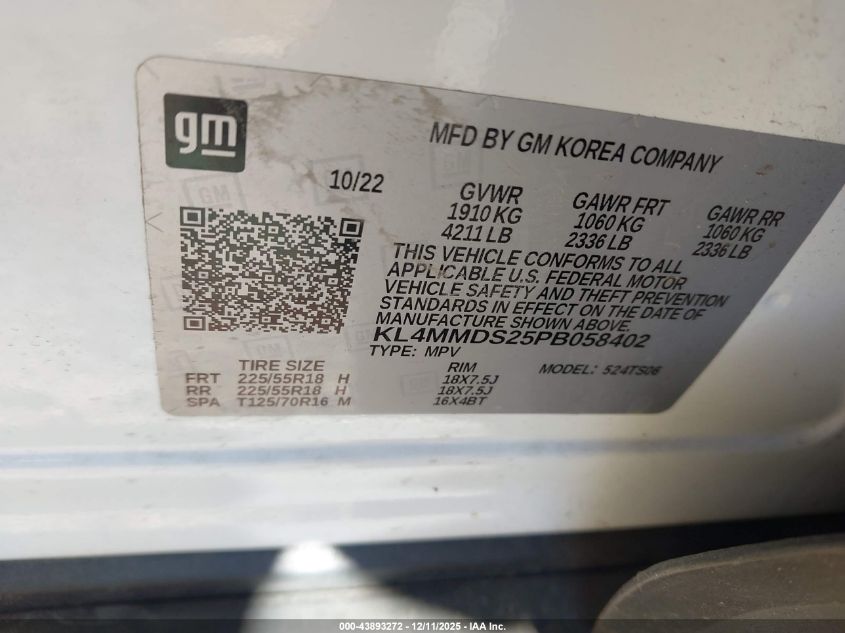 gm
MFD BY GM KOREA COMPANY
10/22
GVWR GAWR FRT GAWR RR
1910 KG 1060 KG 1060 KG
4211 LB 2336 LB 2336 LB
THIS VEHICLE CONFORMS TO ALL
APPLICABLE U.S. FEDERAL MOTOR
VEHICLE SAFETY AND THEFT PREVENTION
STANDARDS IN EFFECT ON THE DATE OF
MANUFACTURE SHOWN ABOVE.
KL4MMDS25PB058402
TYPE: MPV
TIRE SIZE RIM MODEL: 524TS06
FRT 225/55R18 H 18X7.5J
RR 225/55R18 H 18X7.5J
SPA T125/70R16 M 16X4BT
000-43893272 - 12/11/2025 - IAA Inc.